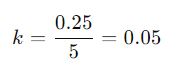 k = 0.25/5 = 0.05